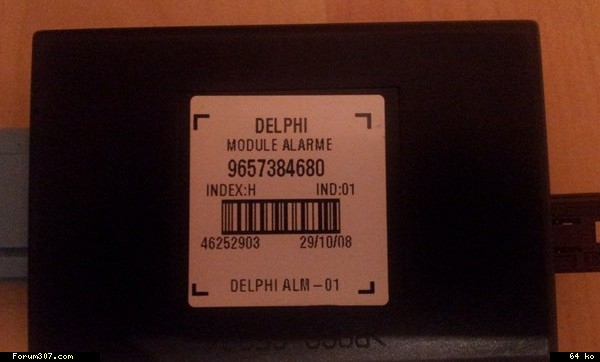 DELPHI
MODULE ALARME
9657384680
INDEX:H IND:01
46252903 29/10/08
DELPHI ALM-01
Forum307.com 64 ko